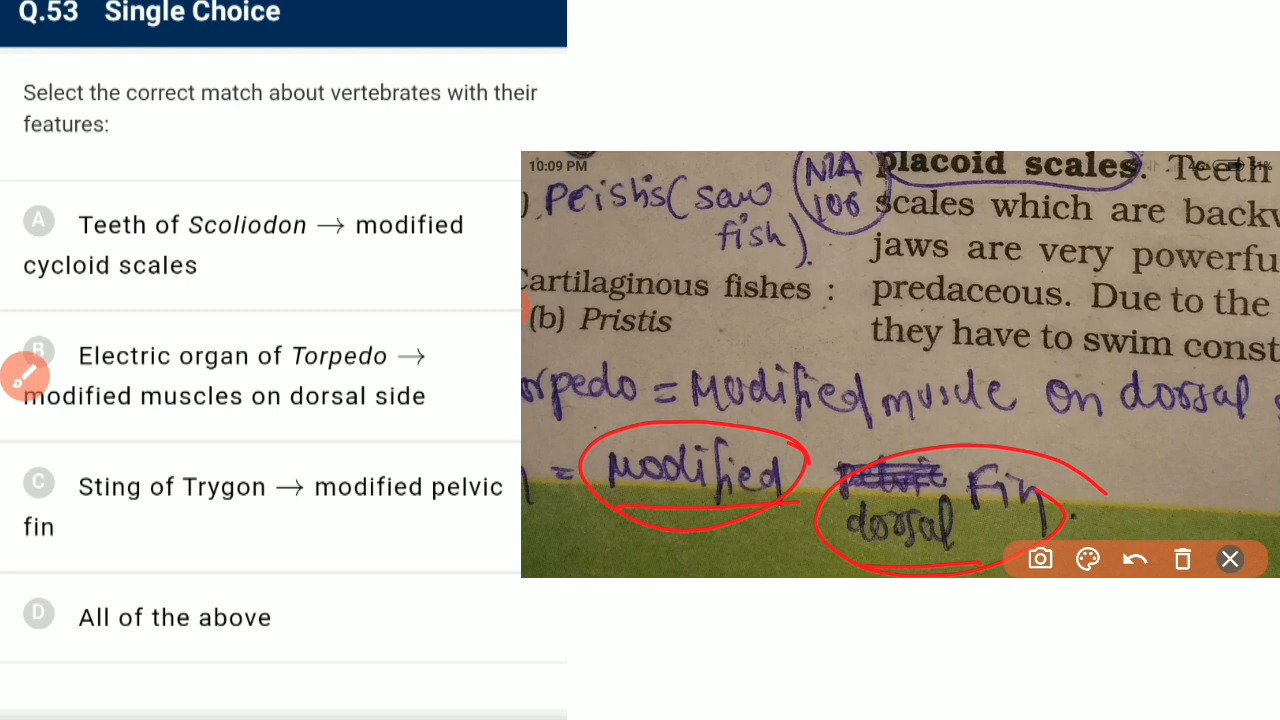 Q.53 Single Choice
Select the correct match about vertebrates with their
features:
A Teeth of Scoliodon → modified
cycloid scales
B Electric organ of Torpedo →
modified muscles on dorsal side
C Sting of Trygon → modified pelvic
fin
D All of the above
10:09 PM
). Peishis (saw
fish).
NIA
106
placoid scales. Teeth
scales which are backw
jaws are very powerfu
predaceous. Due to the
they have to swim const
Cartilaginous fishes :
(b) Pristis
orpedo = Modified muscle on dorsal
= Modified Fin.
dorsal